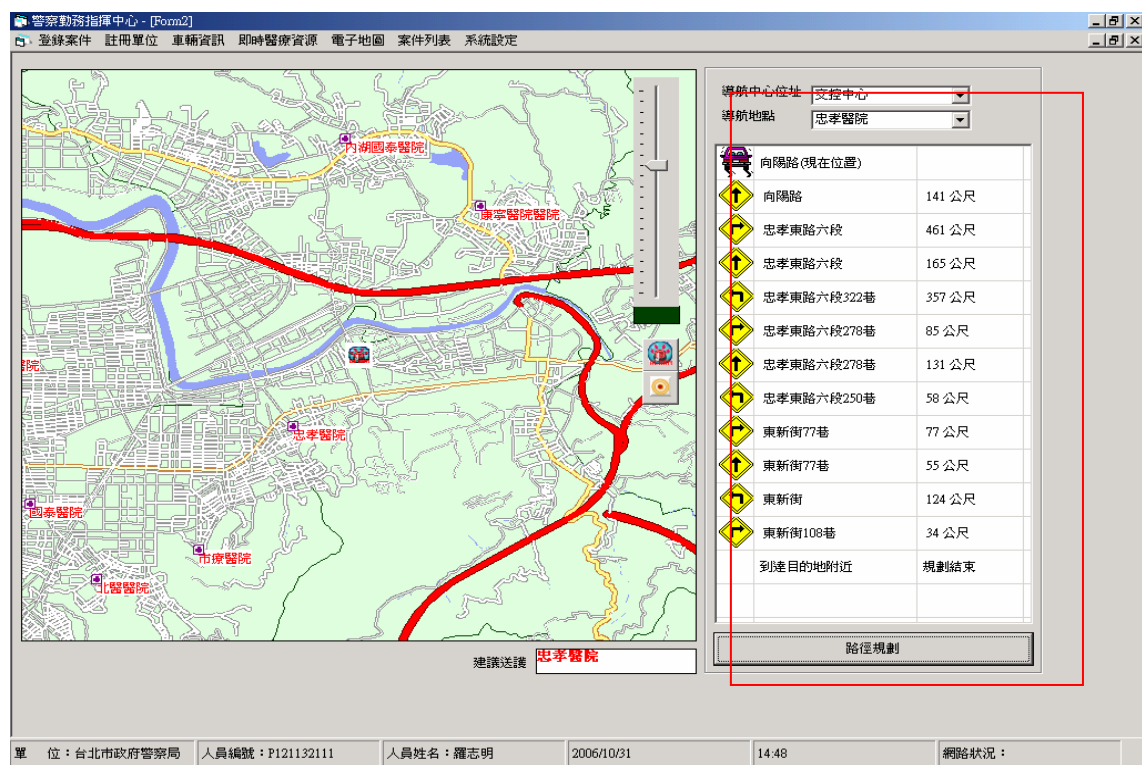 警察勤務指揮中心 - [Form2]
登錄案件 註冊單位 車輛資訊 即時醫療資源 電子地圖 案件列表 系統設定
內湖國泰醫院
康寧醫院醫院
醫院
忠孝醫院
國泰醫院
市療醫院
北醫醫院
建議送護 忠孝醫院
導航中心位址 交控中心
導航地點 忠孝醫院
向陽路(現在位置)
向陽路 141 公尺
忠孝東路六段 461 公尺
忠孝東路六段 165 公尺
忠孝東路六段322巷 357 公尺
忠孝東路六段278巷 85 公尺
忠孝東路六段278巷 131 公尺
忠孝東路六段250巷 58 公尺
東新街77巷 77 公尺
東新街77巷 55 公尺
東新街 124 公尺
東新街108巷 34 公尺
到達目的地附近 規劃結束
路徑規劃
單 位：台北市政府警察局 人員編號：P121132111 人員姓名：羅志明 2006/10/31 14:48 網路狀況：